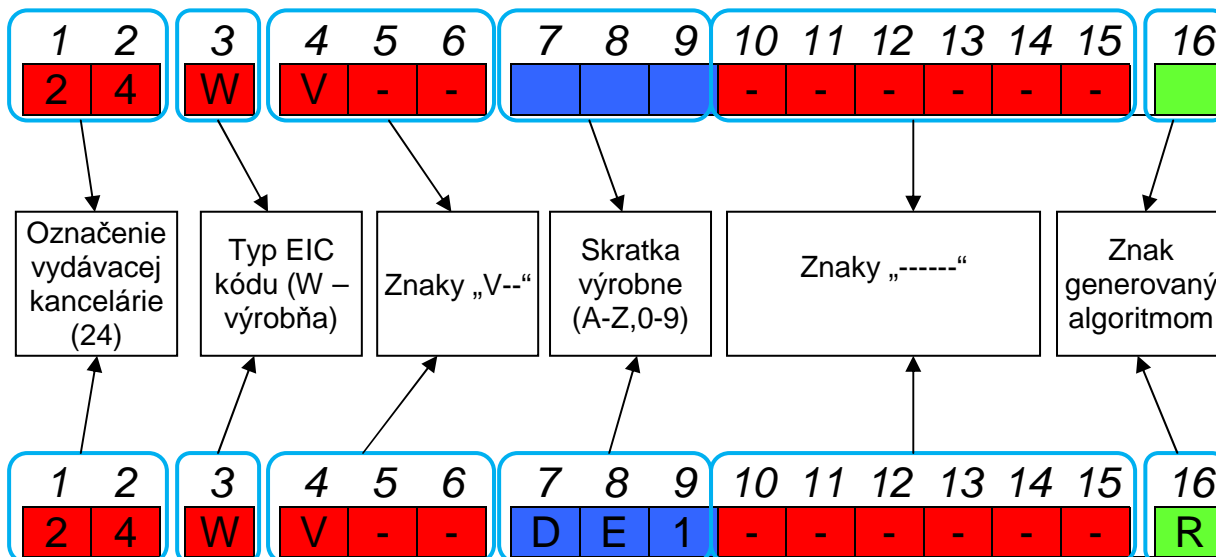 1 2 3 4 5 6 7 8 9 10 11 12 13 14 15 16
2 4 W V - - - - - - - -
Označenie
vydávacej
kancelárie
(24)
Typ EIC
kódu (W –
výrobňa)
Znaky „V--“
Skratka
výrobne
(A-Z,0-9)
Znaky „------“
Znak
generovaný
algoritmom
1 2 3 4 5 6 7 8 9 10 11 12 13 14 15 16
2 4 W V - - D E 1 - - - - - - R